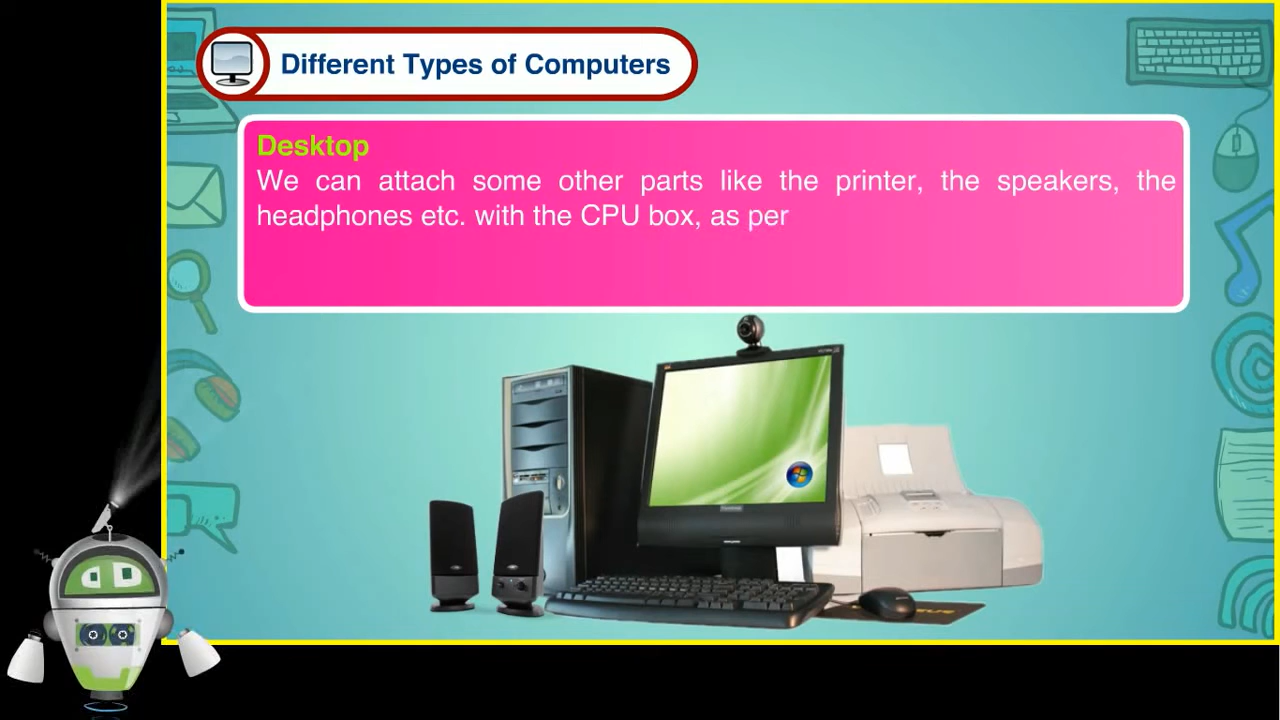 Different Types of Computers
Desktop
We can attach some other parts like the printer, the speakers, the
headphones etc. with the CPU box, as per